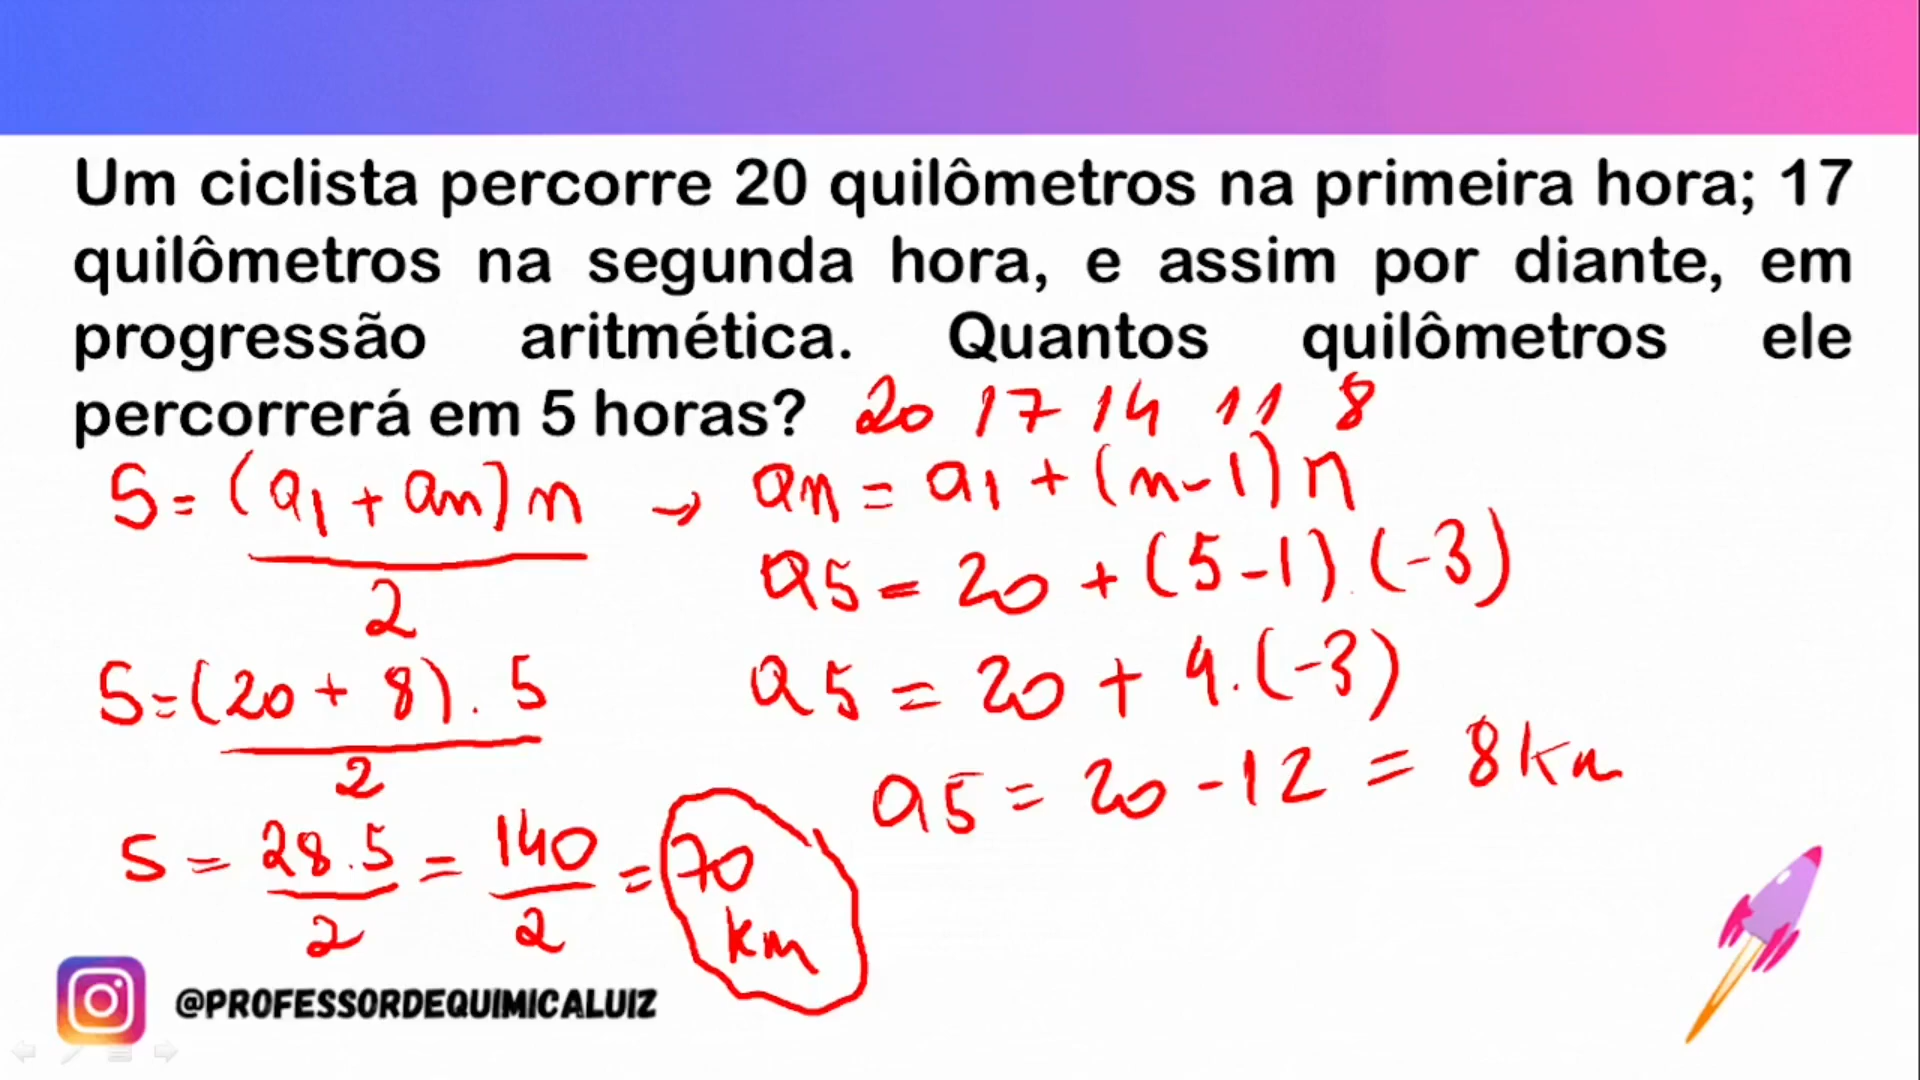 Um ciclista percorre 20 quilômetros na primeira hora; 17
quilômetros na segunda hora, e assim por diante, em
progressão aritmética. Quantos quilômetros ele
percorrerá em 5 horas? 20 17 14 11 8
S = (a1 + an) n / 2 → an = a1 + (n-1) n
a5 = 20 + (5-1).(-3)
S = (20 + 8) . 5 / 2
a5 = 20 + 4.(-3)
a5 = 20 - 12 = 8 km
S = 28.5 / 2 = 140 / 2 = 70 km
@PROFESSORDEQUIMICALUIZ